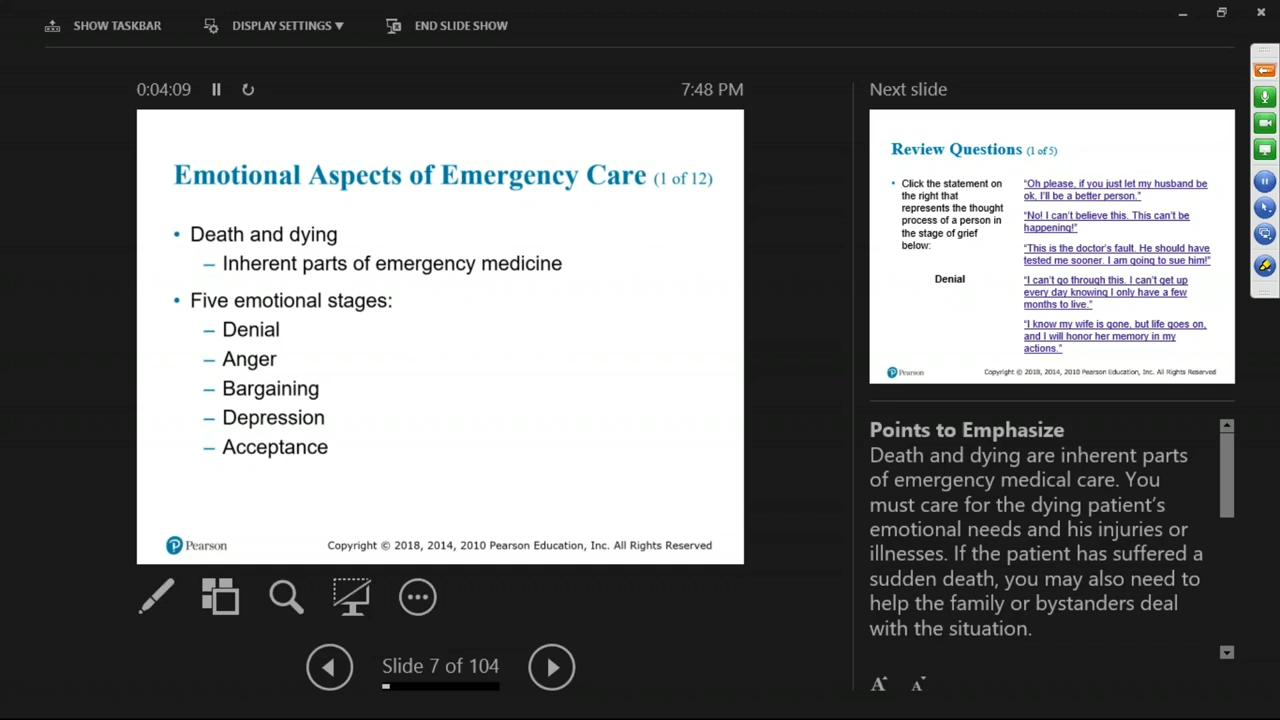 SHOW TASKBAR
DISPLAY SETTINGS ▼
END SLIDE SHOW
0:04:09
7:48 PM
Emotional Aspects of Emergency Care (1 of 12)
• Death and dying
– Inherent parts of emergency medicine
• Five emotional stages:
– Denial
– Anger
– Bargaining
– Depression
– Acceptance
Pearson
Copyright © 2018, 2014, 2010 Pearson Education, Inc. All Rights Reserved
Slide 7 of 104
Next slide
Review Questions (1 of 5)
• Click the statement on
the right that
represents the thought
process of a person in
the stage of grief
below:
Denial
“Oh please, if you just let my husband be
ok, I’ll be a better person.”
“No! I can’t believe this. This can’t be
happening!”
“This is the doctor’s fault. He should have
tested me sooner. I am going to sue him!”
“I can’t go through this. I can’t get up
every day knowing I only have a few
months to live.”
“I know my wife is gone, but life goes on,
and I will honor her memory in my
actions.”
Pearson
Copyright © 2018, 2014, 2010 Pearson Education, Inc. All Rights Reserved
Points to Emphasize
Death and dying are inherent parts
of emergency medical care. You
must care for the dying patient’s
emotional needs and his injuries or
illnesses. If the patient has suffered a
sudden death, you may also need to
help the family or bystanders deal
with the situation.
A A